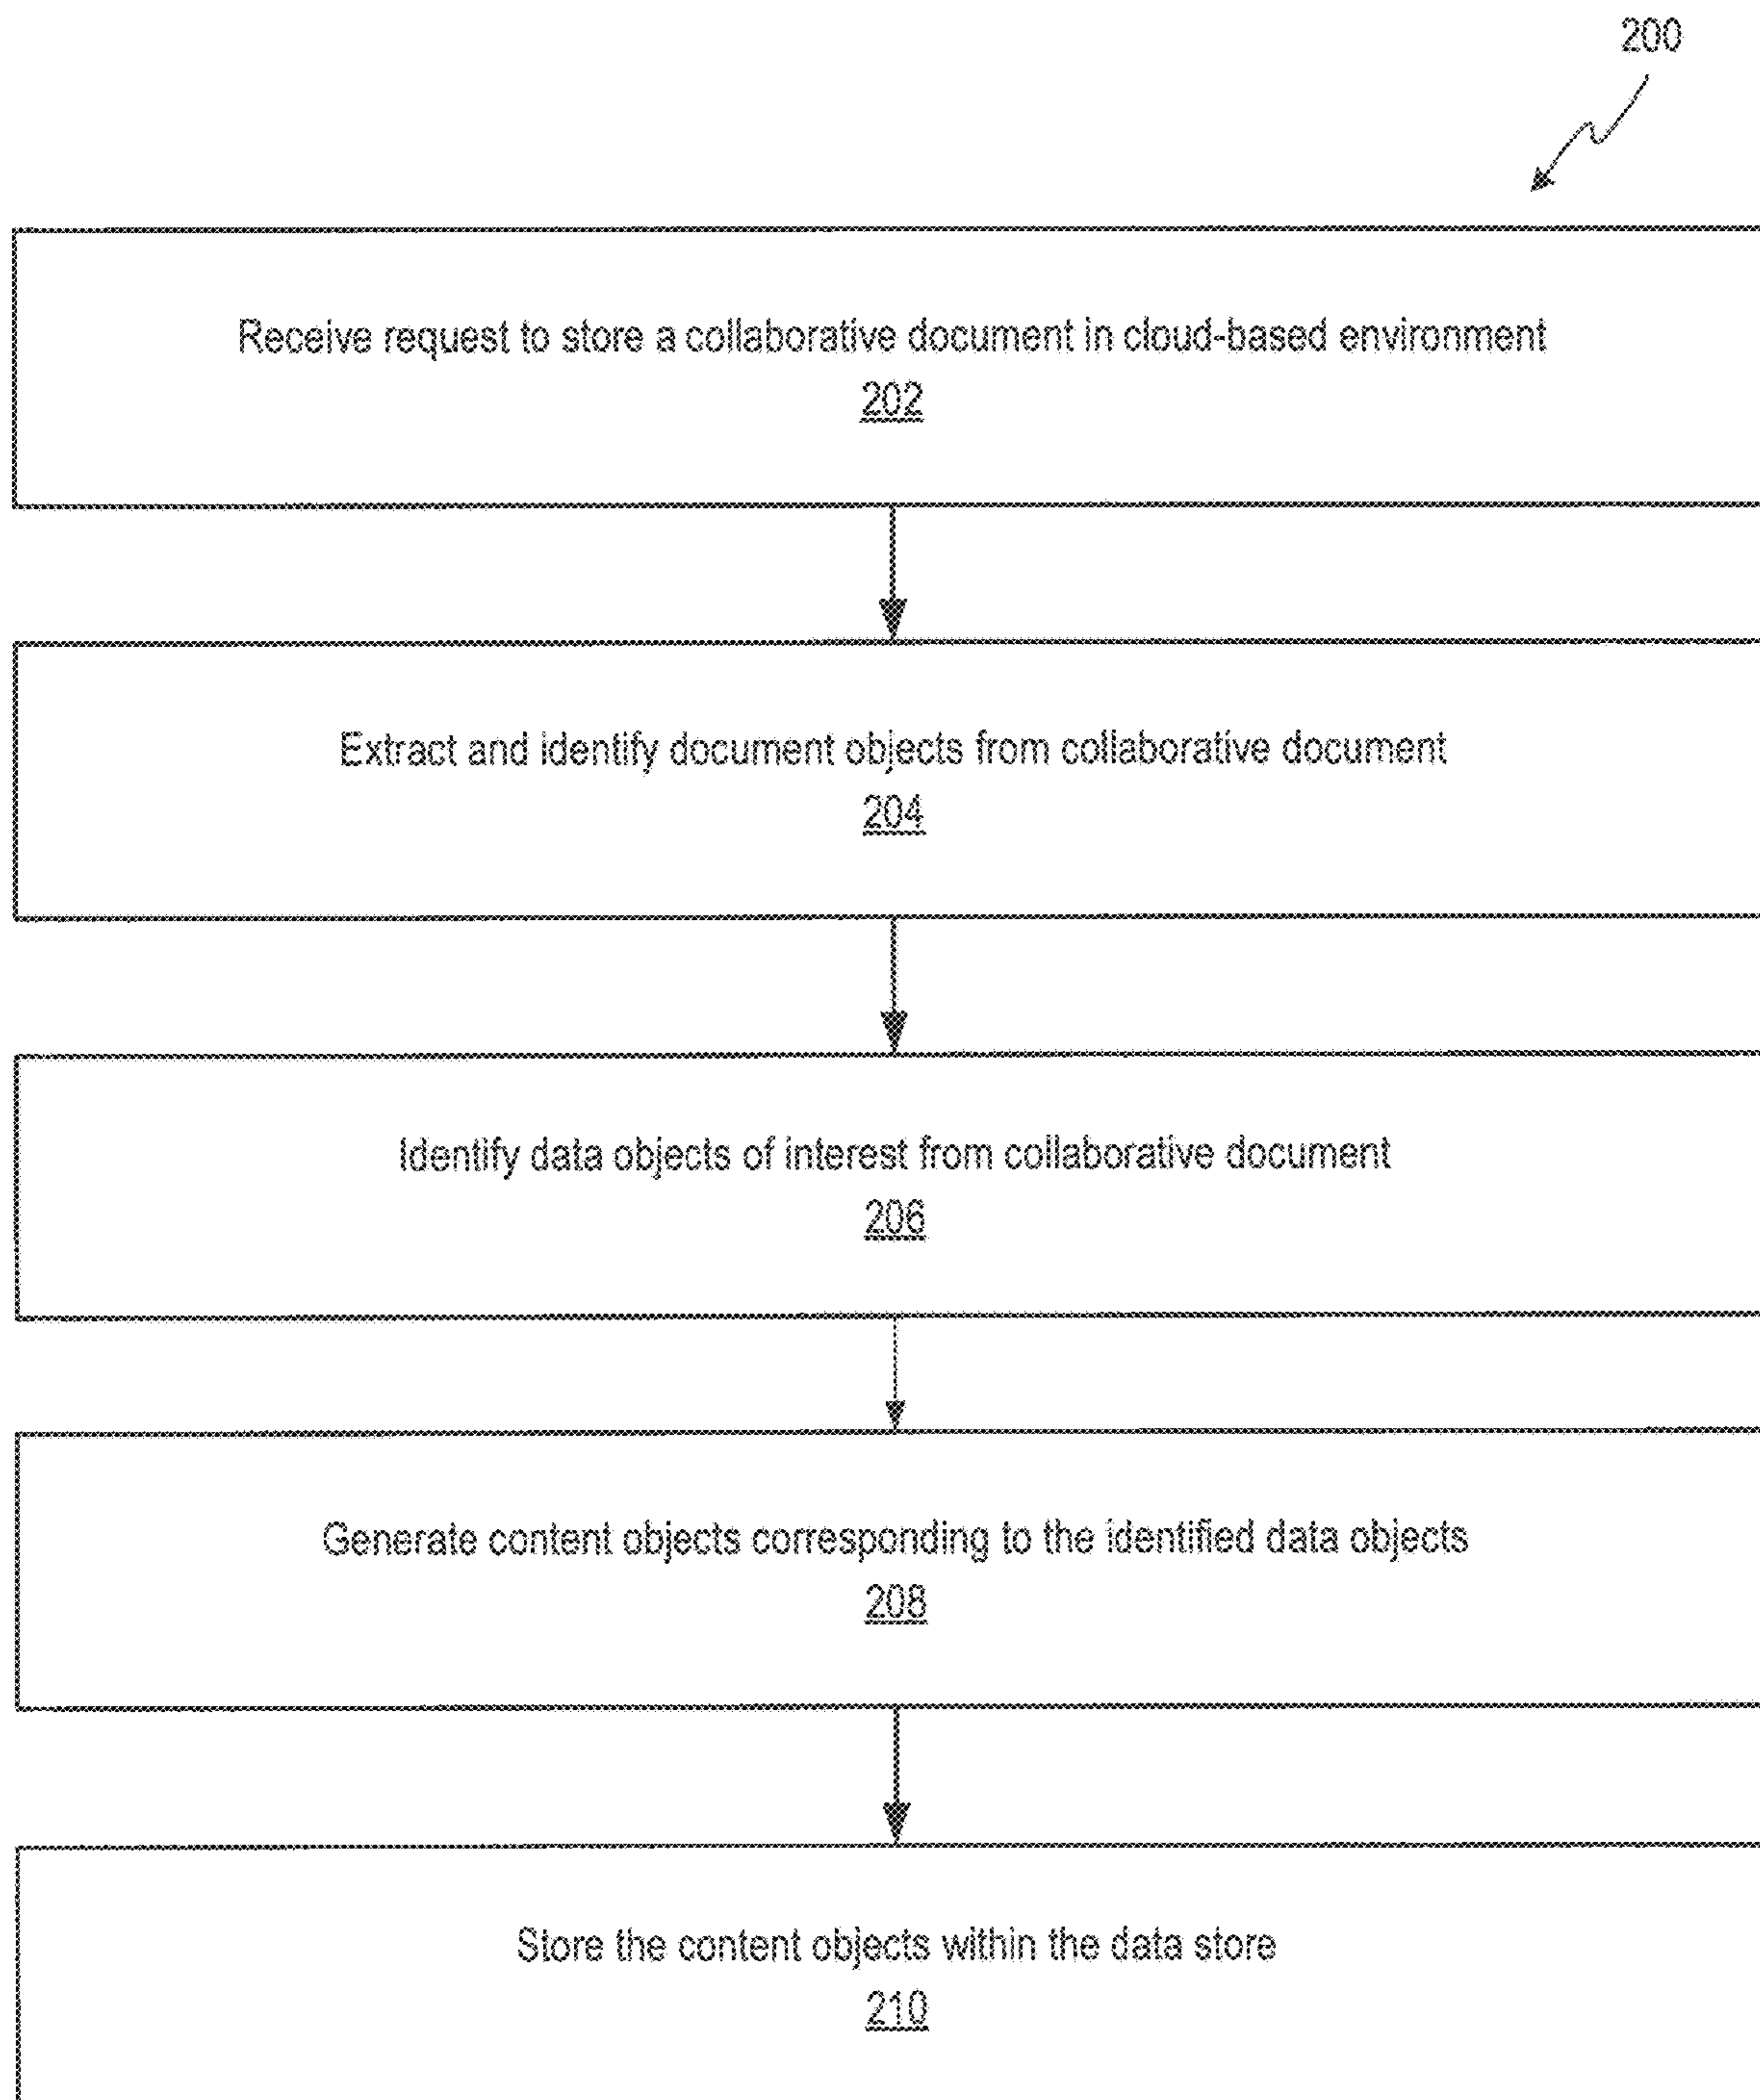 200
Receive request to store a collaborative document in cloud-based environment
202
Extract and identify document objects from collaborative document
204
Identify data objects of interest from collaborative document
206
Generate content objects corresponding to the identified data objects
208
Store the content objects within the data store
210